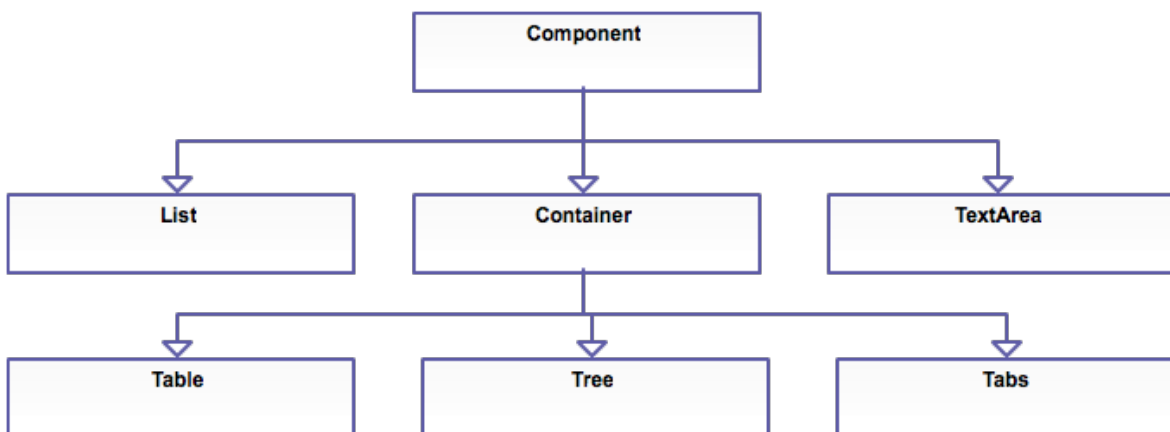 Component
List
Container
TextArea
Table
Tree
Tabs